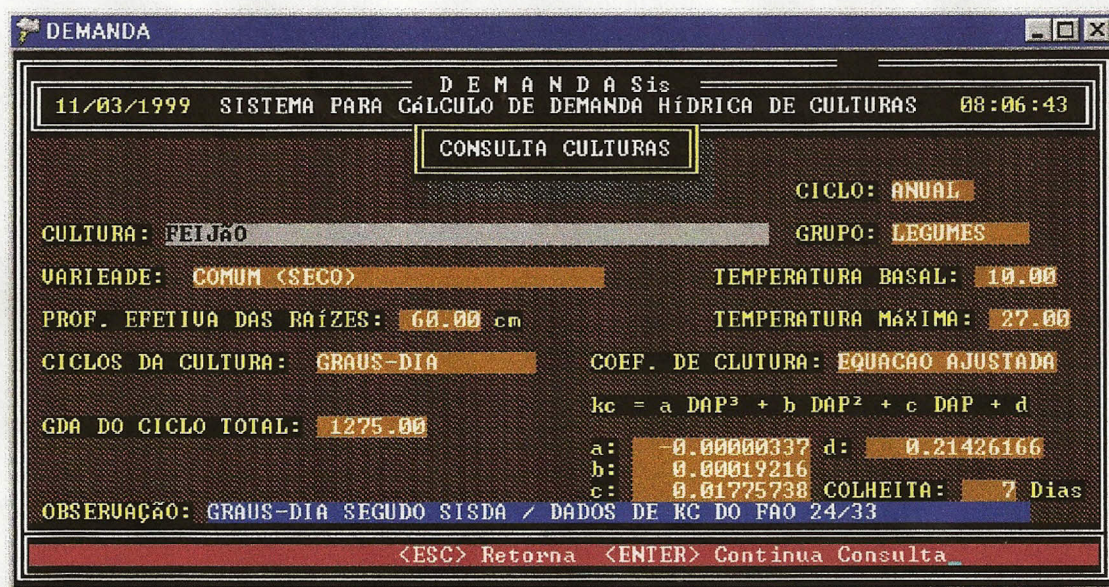 DEMANDA
D E M A N D A Sis
11/03/1999 SISTEMA PARA CáLCULO DE DEMANDA HíDRICA DE CULTURAS 08:06:43
CONSULTA CULTURAS
CICLO: ANUAL
CULTURA: FEIJãO GRUPO: LEGUMES
VARIEADE: COMUM (SECO) TEMPERATURA BASAL: 10.00
PROF. EFETIVA DAS RAíZES: 60.00 cm TEMPERATURA MáXIMA: 27.00
CICLOS DA CULTURA: GRAUS-DIA COEF. DE CLUTURA: EQUACAO AJUSTADA
kc = a DAP³ + b DAP² + c DAP + d
GDA DO CICLO TOTAL: 1275.00
a: -0.00000337 d: 0.21426166
b: 0.00019216
c: 0.01775738 COLHEITA: 7 Dias
OBSERVAçãO: GRAUS-DIA SEGUDO SISDA / DADOS DE KC DO FAO 24/33
<ESC> Retorna <ENTER> Continua Consulta_